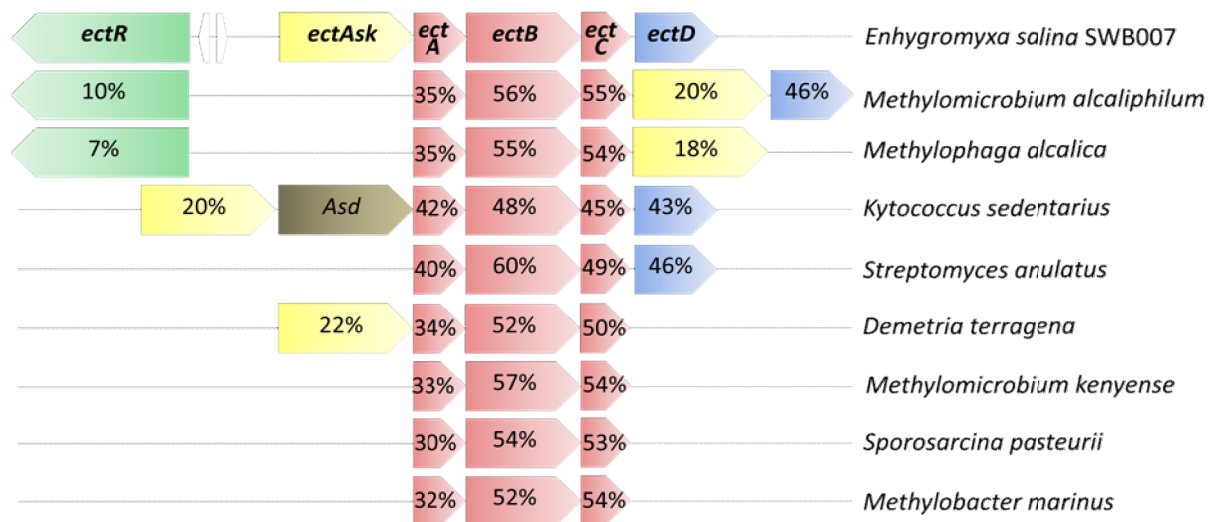 ectR ectAsk ect A ectB ect C ectD Enhygromyxa salina SWB007
10% 35% 56% 55% 20% 46% Methylomicrobium alcaliphilum
7% 35% 55% 54% 18% Methylophaga alcalica
20% Asd 42% 48% 45% 43% Kytococcus sedentarius
40% 60% 49% 46% Streptomyces anulatus
22% 34% 52% 50% Demetria terragena
33% 57% 54% Methylomicrobium kenyense
30% 54% 53% Sporosarcina pasteurii
32% 52% 54% Methylobacter marinus